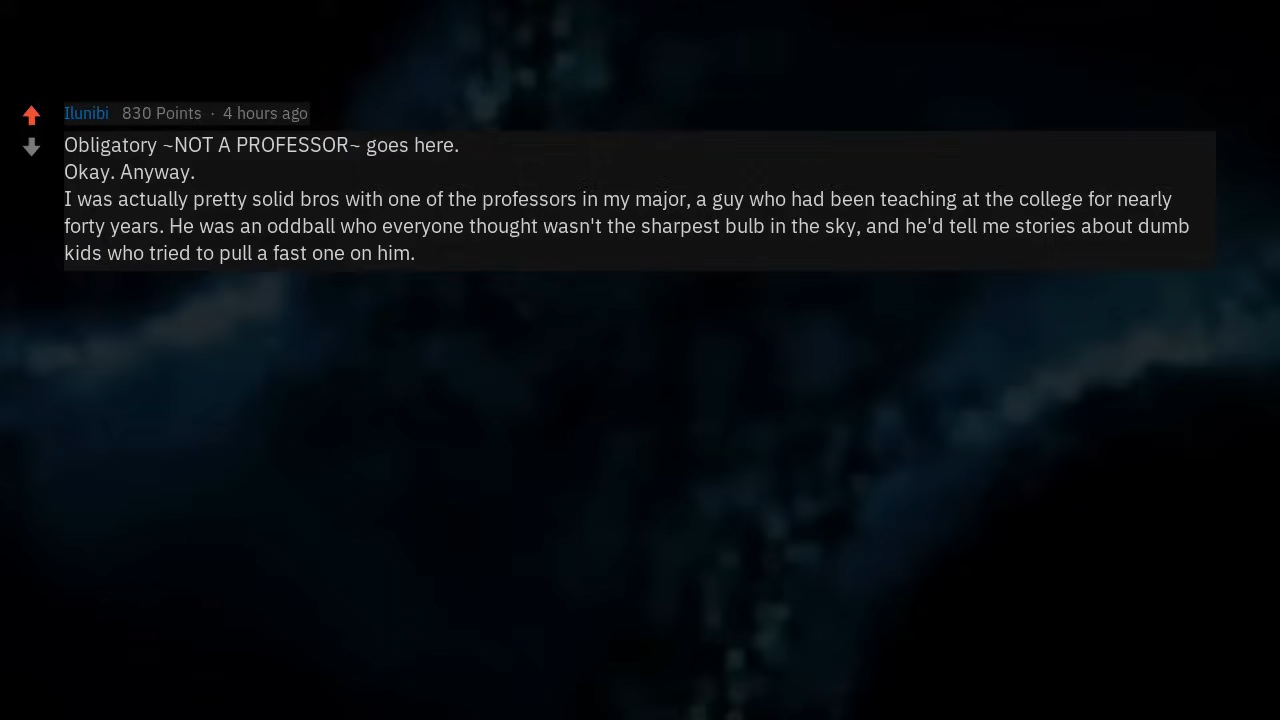 Ilunibi 830 Points · 4 hours ago
Obligatory ~NOT A PROFESSOR~ goes here.
Okay. Anyway.
I was actually pretty solid bros with one of the professors in my major, a guy who had been teaching at the college for nearly
forty years. He was an oddball who everyone thought wasn't the sharpest bulb in the sky, and he'd tell me stories about dumb
kids who tried to pull a fast one on him.